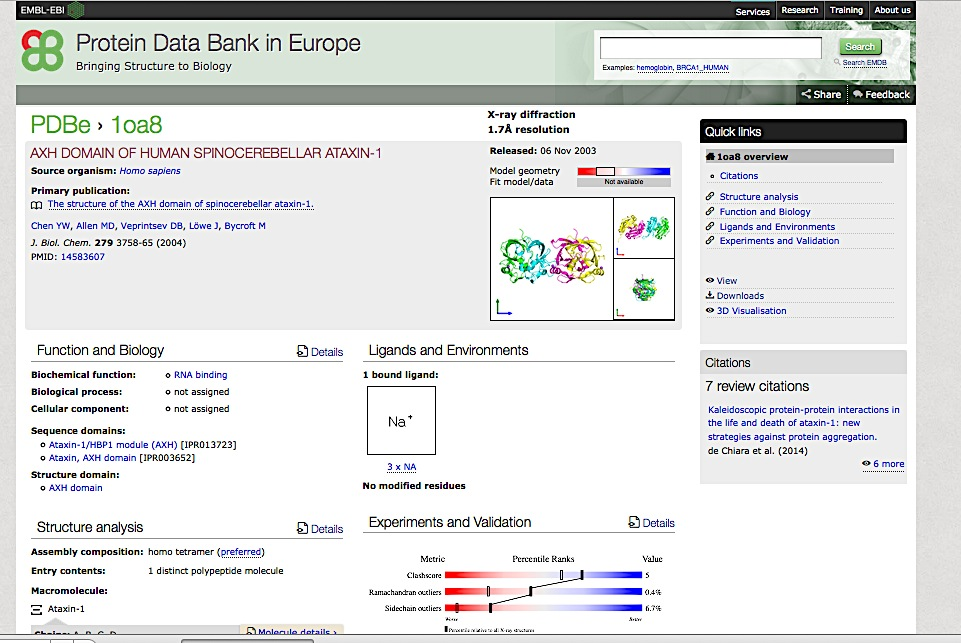 EMBL-EBI
Services
Research
Training
About us
Protein Data Bank in Europe
Bringing Structure to Biology
Search
Examples: hemoglobin, BRCA1_HUMAN
Search EMDB
Share
Feedback
PDBe › 1oa8
X-ray diffraction
1.7Å resolution
AXH DOMAIN OF HUMAN SPINOCEREBELLAR ATAXIN-1
Source organism: Homo sapiens
Primary publication:
The structure of the AXH domain of spinocerebellar ataxin-1.
Chen YW, Allen MD, Veprintsev DB, Löwe J, Bycroft M
J. Biol. Chem. 279 3758-65 (2004)
PMID: 14583607
Released: 06 Nov 2003
Model geometry
Fit model/data
Not available
Quick links
1oa8 overview
Citations
Structure analysis
Function and Biology
Ligands and Environments
Experiments and Validation
View
Downloads
3D Visualisation
Function and Biology
Details
Biochemical function:
RNA binding
Biological process:
not assigned
Cellular component:
not assigned
Sequence domains:
Ataxin-1/HBP1 module (AXH) [IPR013723]
Ataxin, AXH domain [IPR003652]
Structure domain:
AXH domain
Ligands and Environments
1 bound ligand:
Na+
3 x NA
No modified residues
Citations
7 review citations
Kaleidoscopic protein-protein interactions in
the life and death of ataxin-1: new
strategies against protein aggregation.
de Chiara et al. (2014)
6 more
Structure analysis
Details
Assembly composition: homo tetramer (preferred)
Entry contents:
1 distinct polypeptide molecule
Macromolecule:
Ataxin-1
Chains: A, B, C, D
Molecule details ›
Experiments and Validation
Details
Metric
Percentile Ranks
Value
Clashscore
5
Ramachandran outliers
0.4%
Sidechain outliers
6.7%
Worse
Better
Percentile relative to all X-ray structures